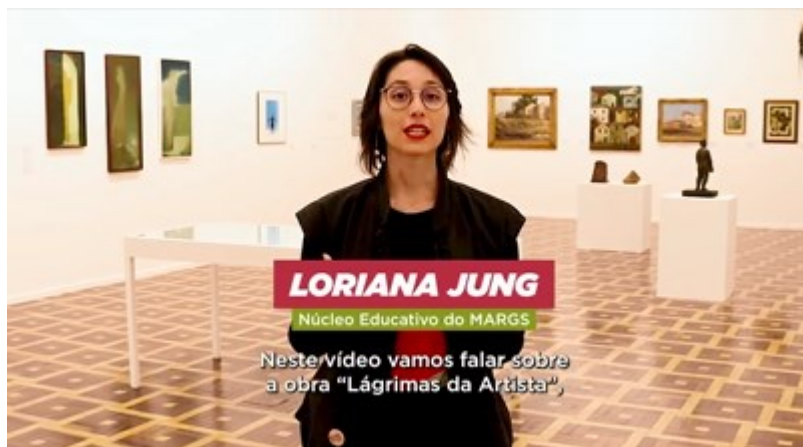 LORIANA JUNG
Núcleo Educativo do MARGS
Neste vídeo vamos falar sobre
a obra “Lágrimas da Artista”,